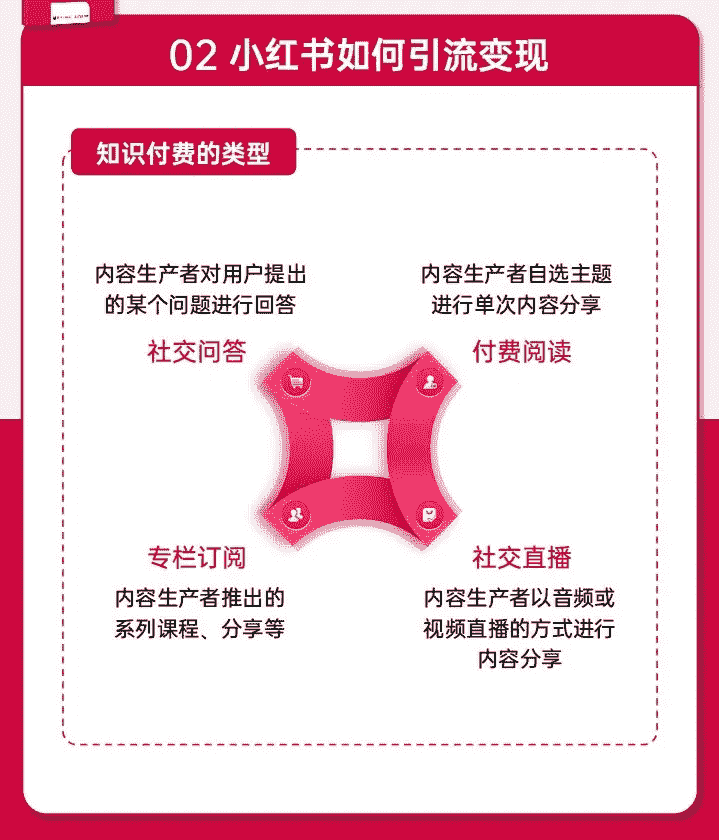 02 小红书如何引流变现
知识付费的类型
内容生产者对用户提出
的某个问题进行回答
社交问答
内容生产者自选主题
进行单次内容分享
付费阅读
专栏订阅
内容生产者推出的
系列课程、分享等
社交直播
内容生产者以音频或
视频直播的方式进行
内容分享